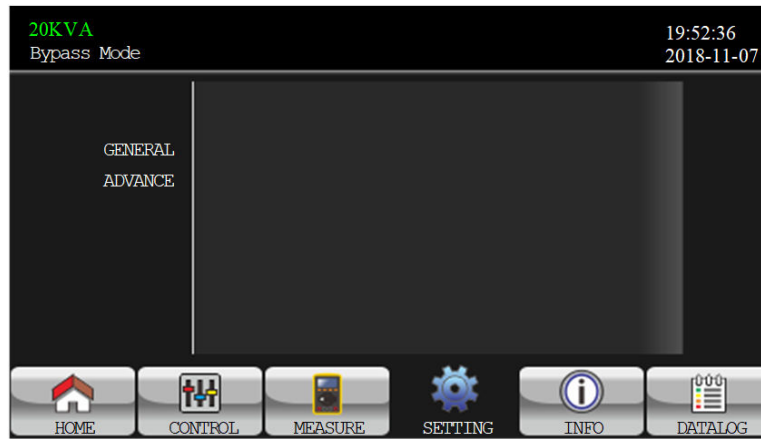 20KVA
Bypass Mode
19:52:36
2018-11-07
GENERAL
ADVANCE
HOME
CONTROL
MEASURE
SETTING
INFO
DATALOG